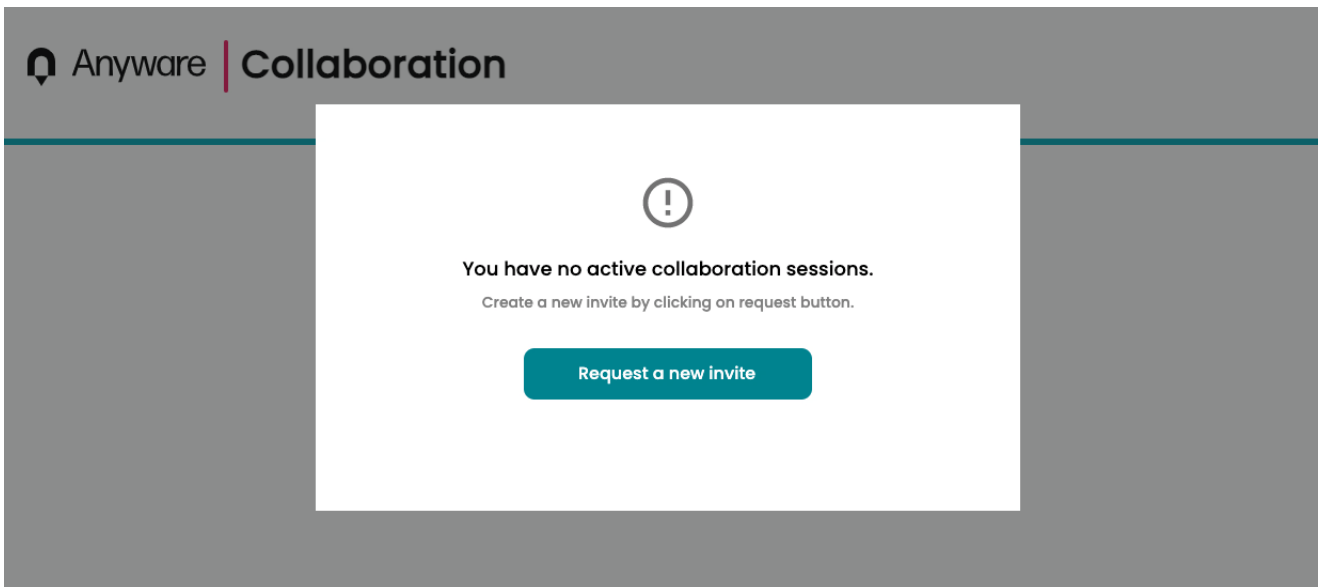 Anyware | Collaboration
You have no active collaboration sessions.
Create a new invite by clicking on request button.
Request a new invite